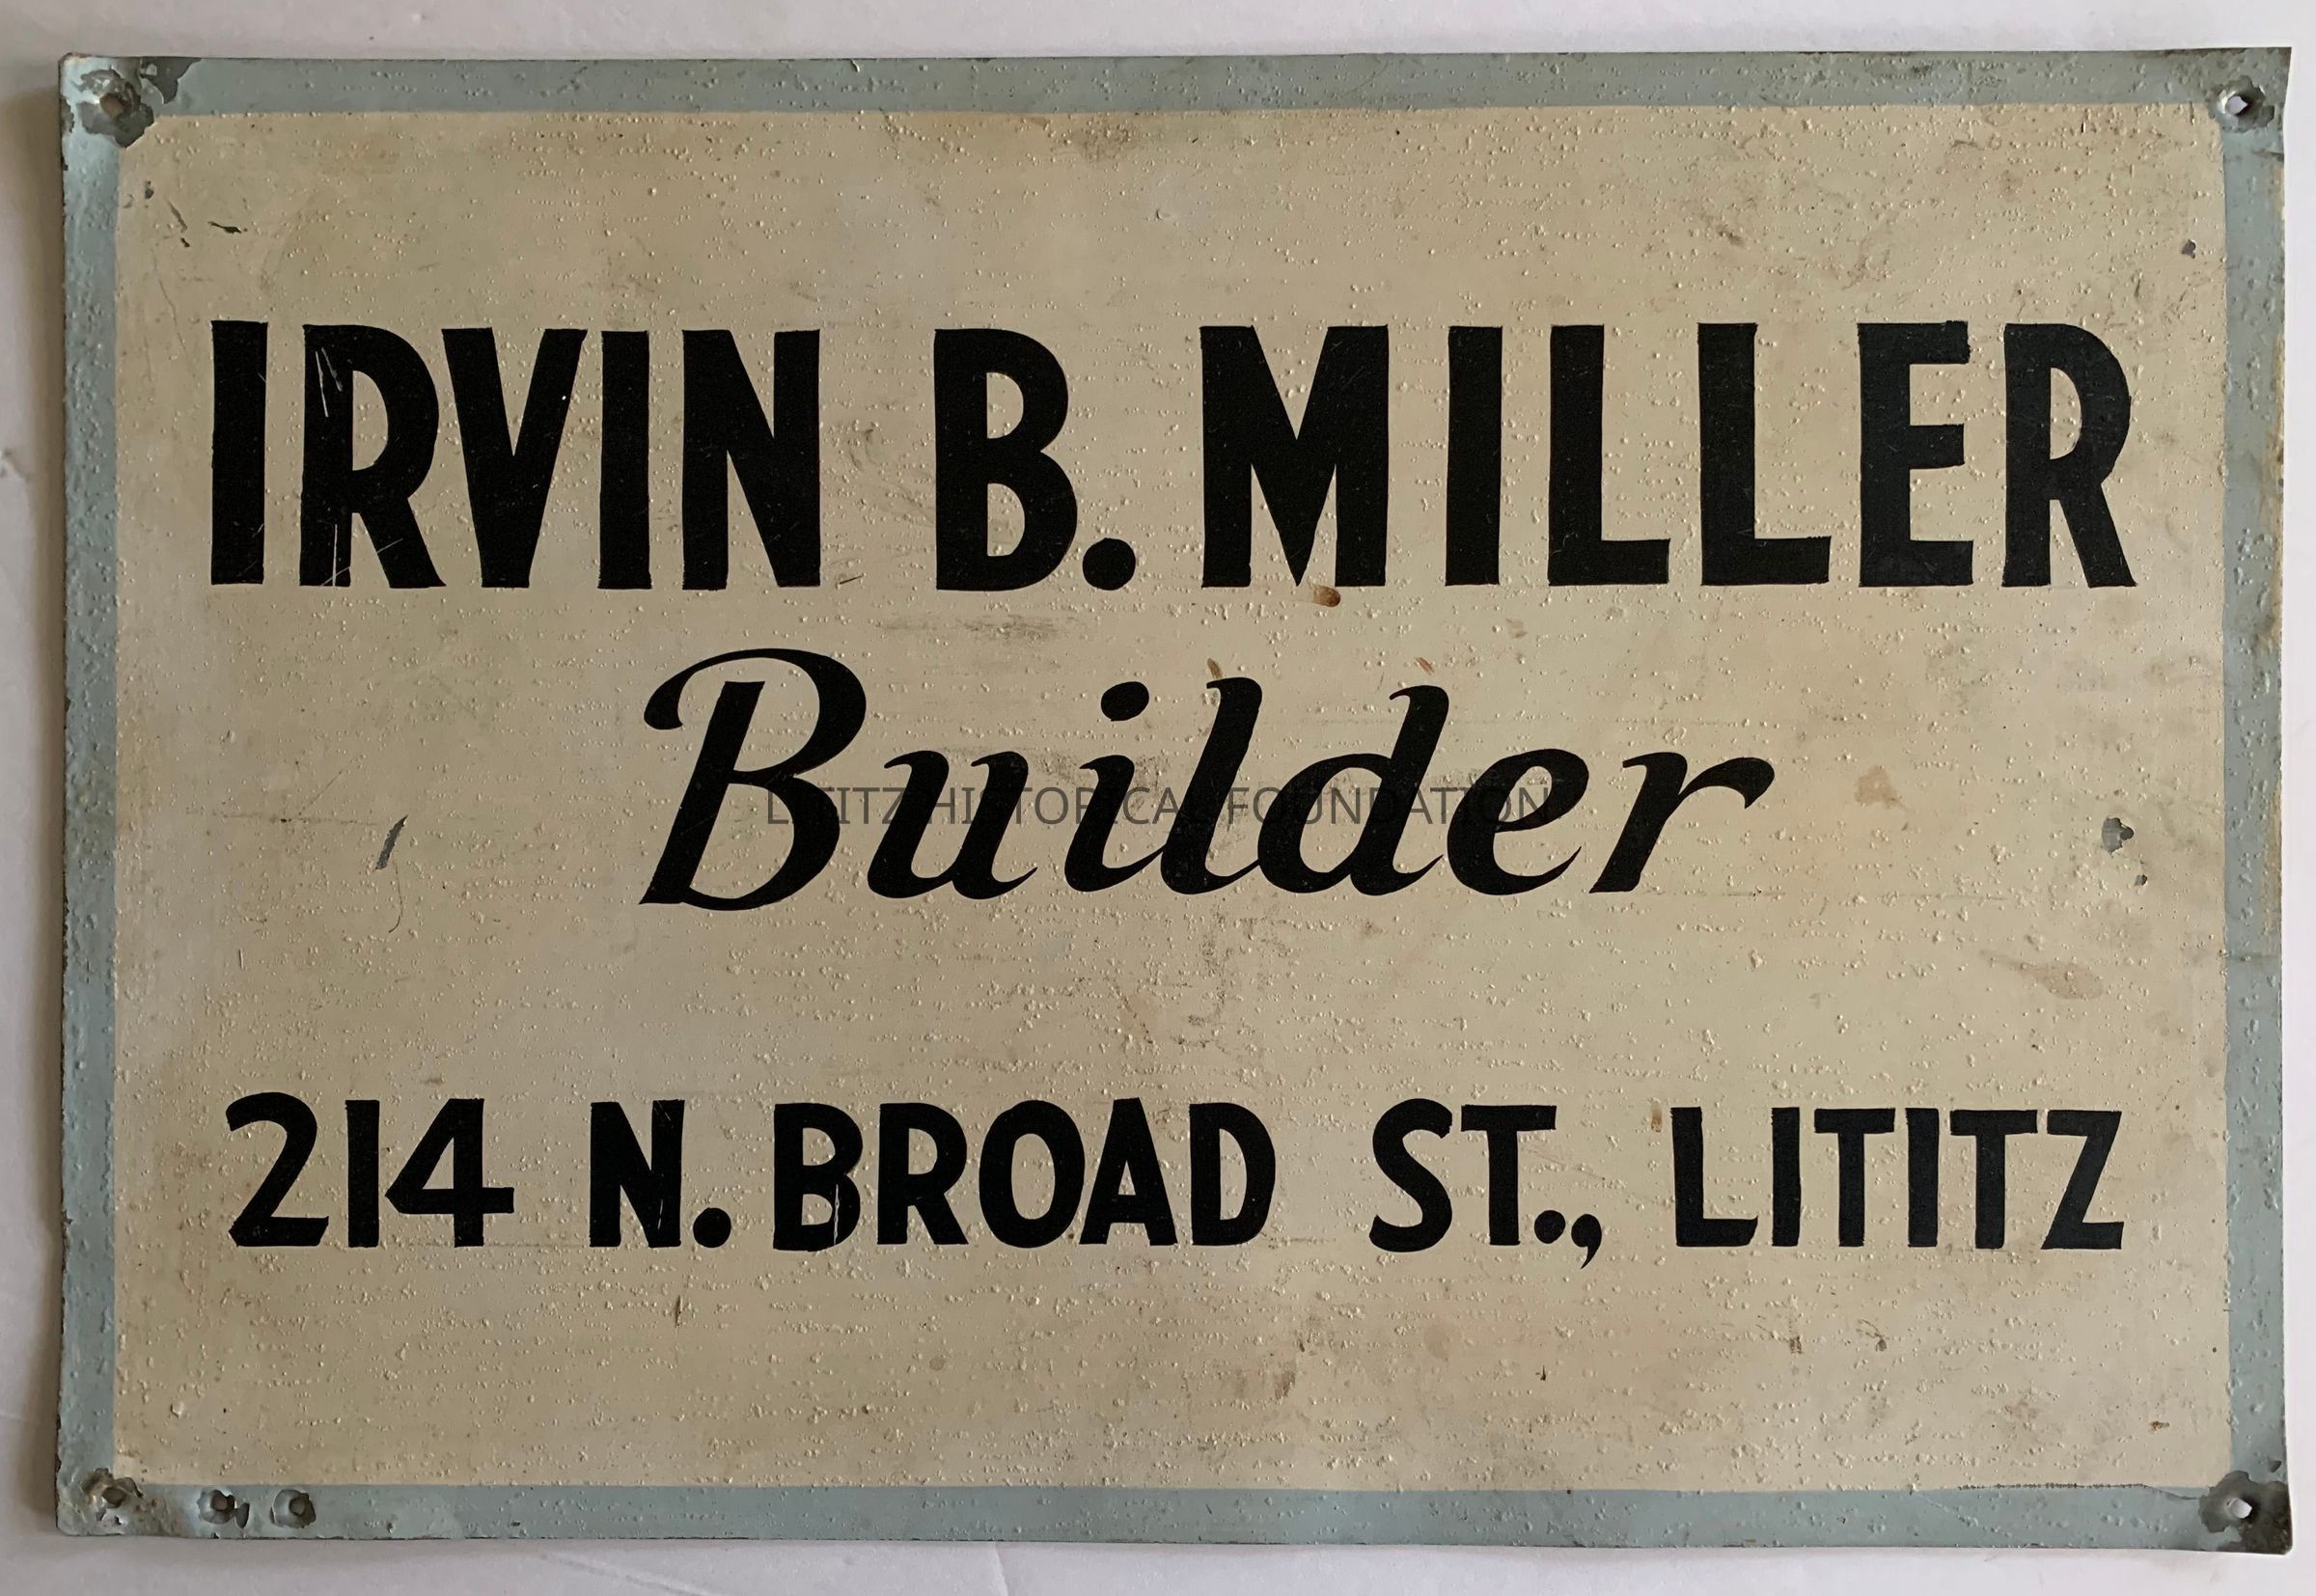 IRVIN B. MILLER
Builder
LITITZ HISTORICAL FOUNDATION
214 N. BROAD ST., LITITZ